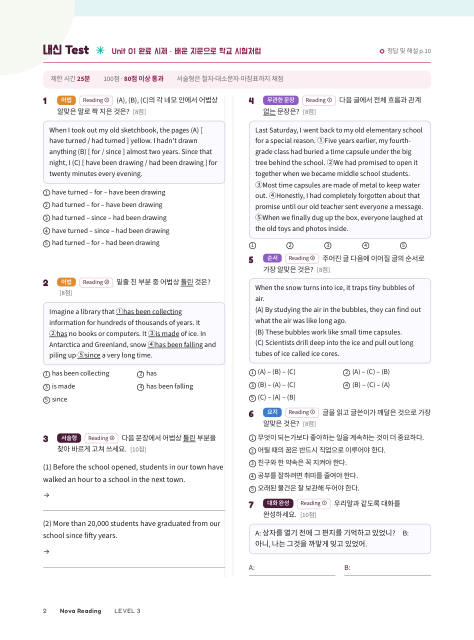 내신 Test ✳ Unit 01 완료 시제 · 배운 지문으로 학교 시험처럼
정답 및 해설 p.10
제한 시간 25분 100점 · 80점 이상 통과 서술형은 철자·대소문자·마침표까지 채점
1 어법 Reading ① (A), (B), (C)의 각 네모 안에서 어법상
알맞은 말로 짝 지은 것은? [8점]
When I took out my old sketchbook, the pages (A) [
have turned / had turned ] yellow. I hadn't drawn
anything (B) [ for / since ] almost two years. Since that
night, I (C) [ have been drawing / had been drawing ] for
twenty minutes every evening.
① have turned – for – have been drawing
② had turned – for – have been drawing
③ had turned – since – had been drawing
④ have turned – since – had been drawing
⑤ had turned – for – had been drawing
2 어법 Reading ② 밑줄 친 부분 중 어법상 틀린 것은?
[8점]
Imagine a library that ①has been collecting
information for hundreds of thousands of years. It
②has no books or computers. It ③is made of ice. In
Antarctica and Greenland, snow ④has been falling and
piling up ⑤since a very long time.
① has been collecting ② has
③ is made ④ has been falling
⑤ since
3 서술형 Reading ③ 다음 문장에서 어법상 틀린 부분을
찾아 바르게 고쳐 쓰세요. [10점]
(1) Before the school opened, students in our town have
walked an hour to a school in the next town.
→
(2) More than 20,000 students have graduated from our
school since fifty years.
→
4 무관한 문장 다음 글에서 전체 흐름과 관계
없는 문장은? [8점]
Last Saturday, I went back to my old elementary school
for a special reason. ①Five years earlier, my fourth-
grade class had buried a time capsule under the big
tree behind the school. ②We had promised to open it
together when we became middle school students.
③Most time capsules are made of metal to keep water
out. ④Honestly, I had completely forgotten about that
promise until our old teacher sent everyone a message.
⑤When we finally dug up the box, everyone laughed at
the old toys and photos inside.
① ② ③ ④ ⑤
5 순서 Reading ② 주어진 글 다음에 이어질 글의 순서로
가장 알맞은 것은? [8점]
When the snow turns into ice, it traps tiny bubbles of
air.
(A) By studying the air in the bubbles, they can find out
what the air was like long ago.
(B) These bubbles work like small time capsules.
(C) Scientists drill deep into the ice and pull out long
tubes of ice called ice cores.
① (A) – (B) – (C) ② (A) – (C) – (B)
③ (B) – (A) – (C) ④ (B) – (C) – (A)
⑤ (C) – (A) – (B)
6 요지 Reading ① 글을 읽고 글쓴이가 깨달은 것으로 가장
알맞은 것은? [8점]
① 무엇이 되는가보다 좋아하는 일을 계속하는 것이 더 중요하다.
② 어릴 때의 꿈은 반드시 직업으로 이루어야 한다.
③ 친구와 한 약속은 꼭 지켜야 한다.
④ 공부를 잘하려면 취미를 줄여야 한다.
⑤ 오래된 물건은 잘 보관해 두어야 한다.
7 대화 완성 우리말과 같도록 대화를
완성하세요. [10점]
A: 상자를 열기 전에 그 편지를 기억하고 있었니? B:
아니, 나는 그것을 까맣게 잊고 있었어.
A: B:
2 Nova Reading LEVEL 3